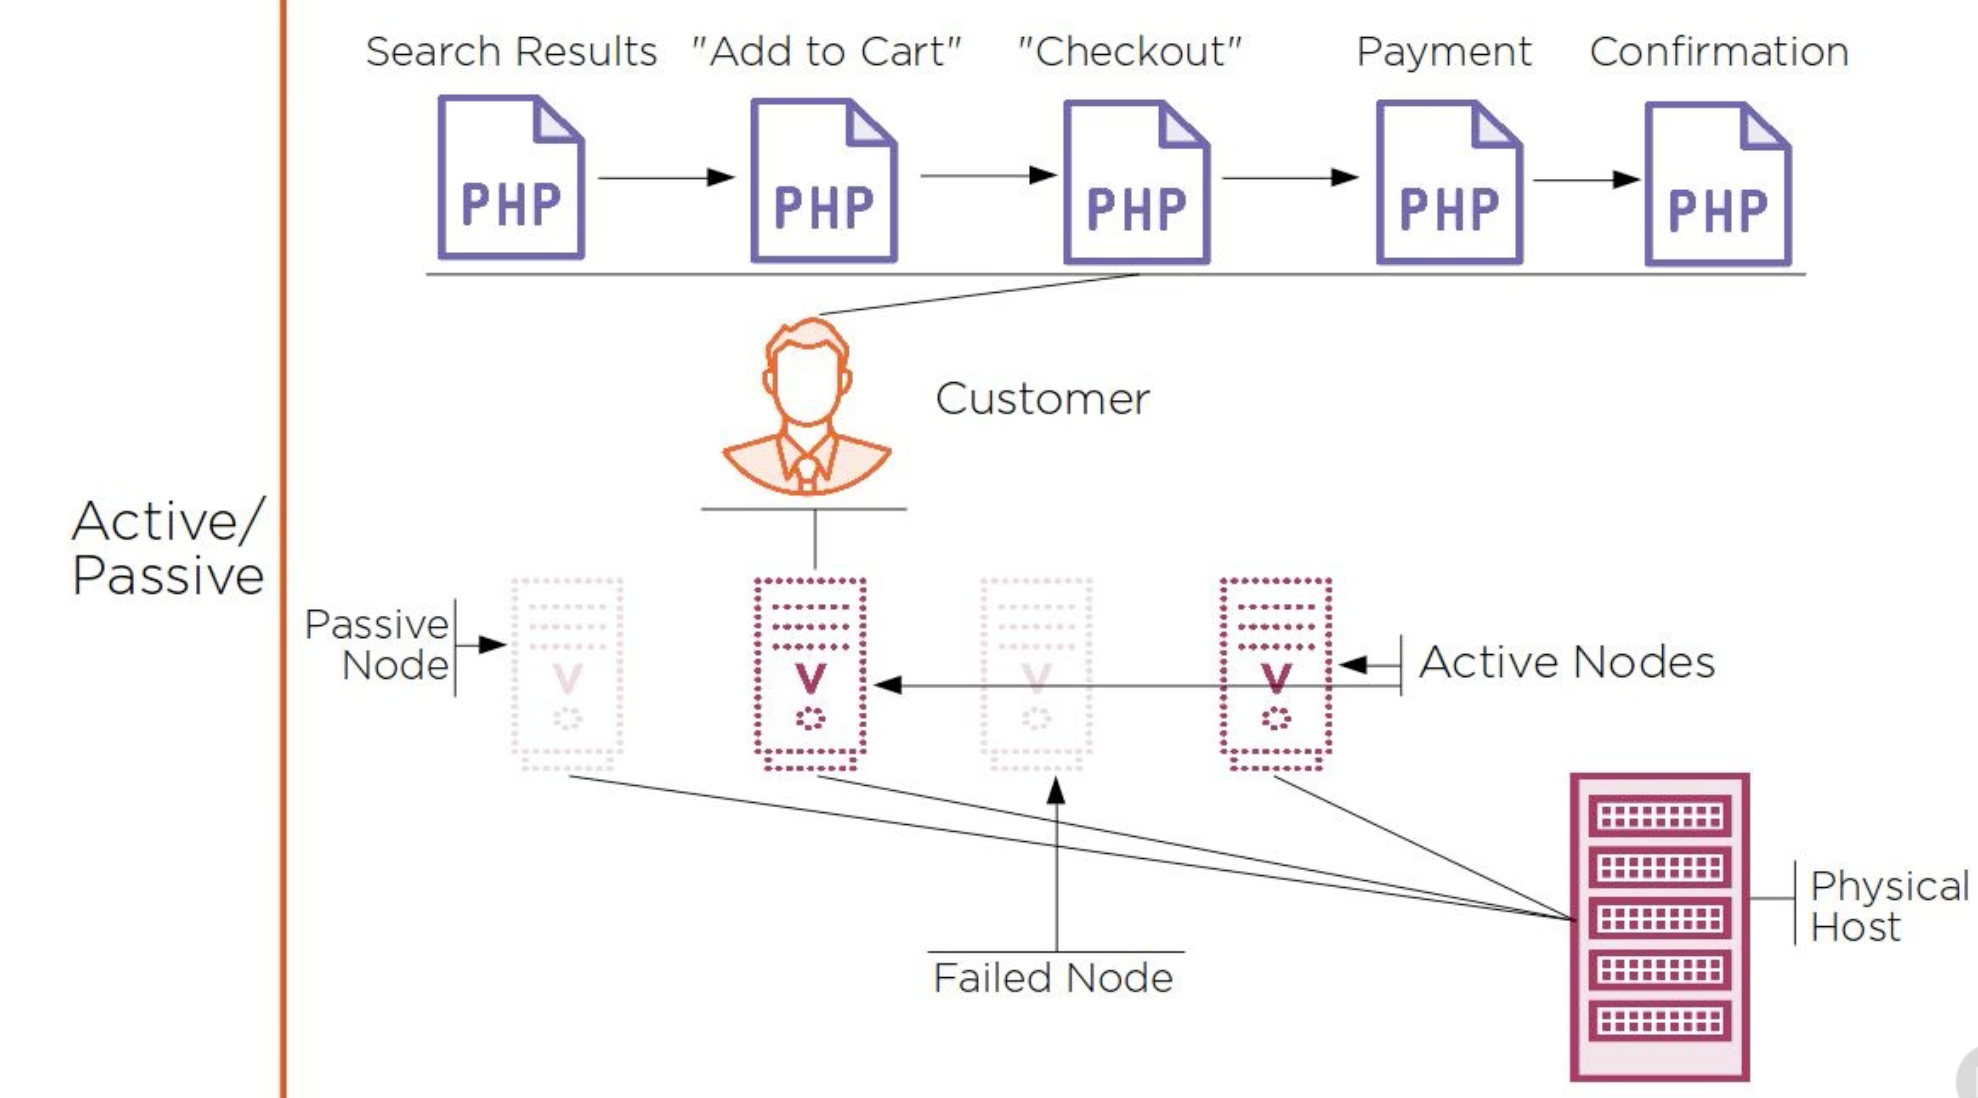 Search Results "Add to Cart" "Checkout" Payment Confirmation
PHP PHP PHP PHP PHP
Customer
Active/
Passive
Passive
Node
V V V V
Active Nodes
Physical
Host
Failed Node